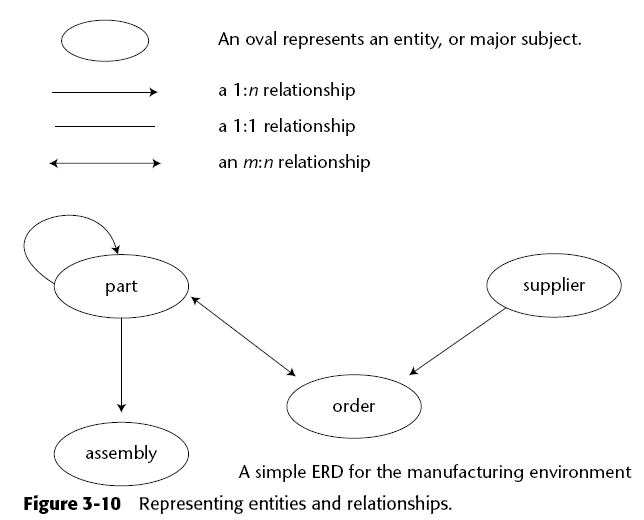 An oval represents an entity, or major subject.
a 1:n relationship
a 1:1 relationship
an m:n relationship
part
supplier
order
assembly
A simple ERD for the manufacturing environment
Figure 3-10 Representing entities and relationships.